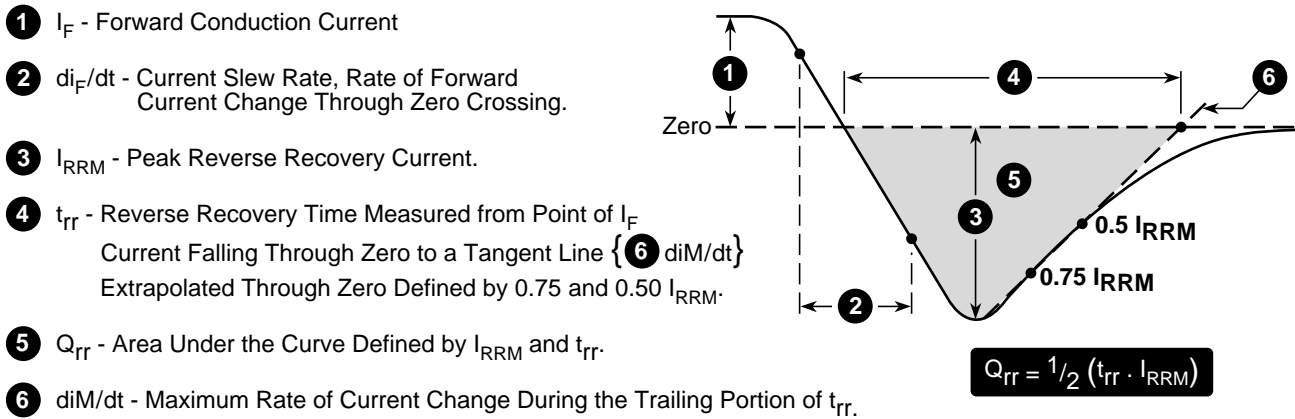 1 I_F - Forward Conduction Current
2 di_F/dt - Current Slew Rate, Rate of Forward
Current Change Through Zero Crossing.
3 I_RRM - Peak Reverse Recovery Current.
4 t_rr - Reverse Recovery Time Measured from Point of I_F
Current Falling Through Zero to a Tangent Line {6 diM/dt}
Extrapolated Through Zero Defined by 0.75 and 0.50 I_RRM.
5 Q_rr - Area Under the Curve Defined by I_RRM and t_rr.
6 diM/dt - Maximum Rate of Current Change During the Trailing Portion of t_rr.
1
4
6
Zero
5
3
0.5 I_RRM
0.75 I_RRM
2
Q_rr = 1/2 (t_rr . I_RRM)